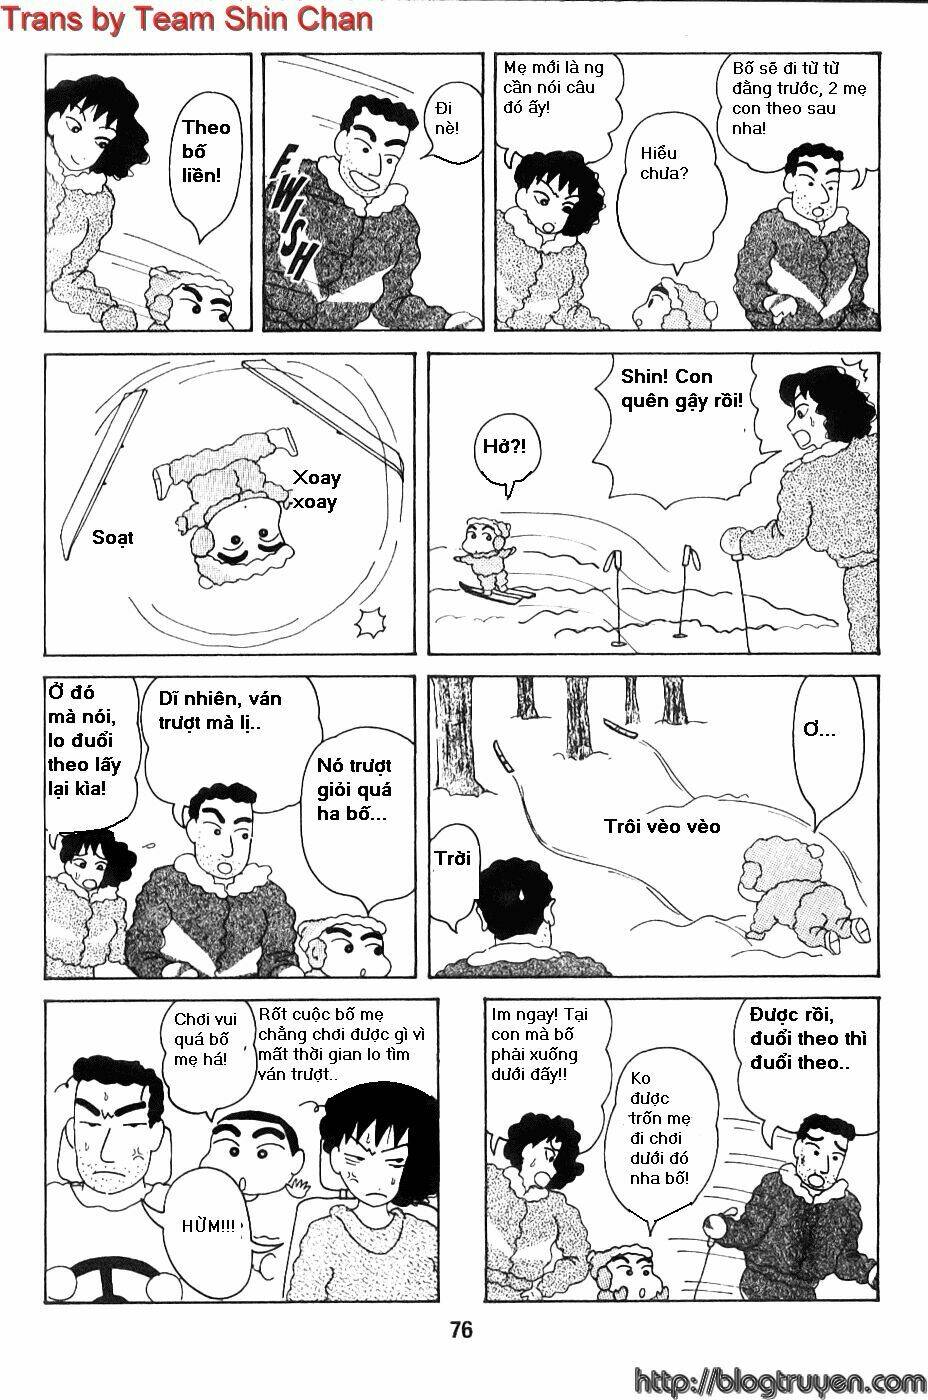 Trans by Team Shin Chan
Bố sẽ đi từ từ
đằng trước, 2 mẹ
con theo sau
nha!
Hiểu
chưa?
Mẹ mới là ng
cần nói câu
đó ấy!
Đi
nè!
FWISH
Theo
bố
liền!
Shin! Con
quên gậy rồi!
Hở?!
Xoay
xoay
Soạt
Ơ...
Trôi vèo vèo
Trời
Nó trượt
giỏi quá
ha bố...
Dĩ nhiên, ván
trượt mà lị..
Ở đó
mà nói,
lo đuổi
theo lấy
lại kìa!
Được rồi,
đuổi theo thì
đuổi theo..
Ko
được
trốn mẹ
đi chơi
dưới đó
nha bố!
Im ngay! Tại
con mà bố
phải xuống
dưới đấy!!
Rốt cuộc bố mẹ
chẳng chơi được gì vì
mất thời gian lo tìm
ván trượt..
Chơi vui
quá bố
mẹ há!
HỪM!!!
76
http://blogtruyen.com